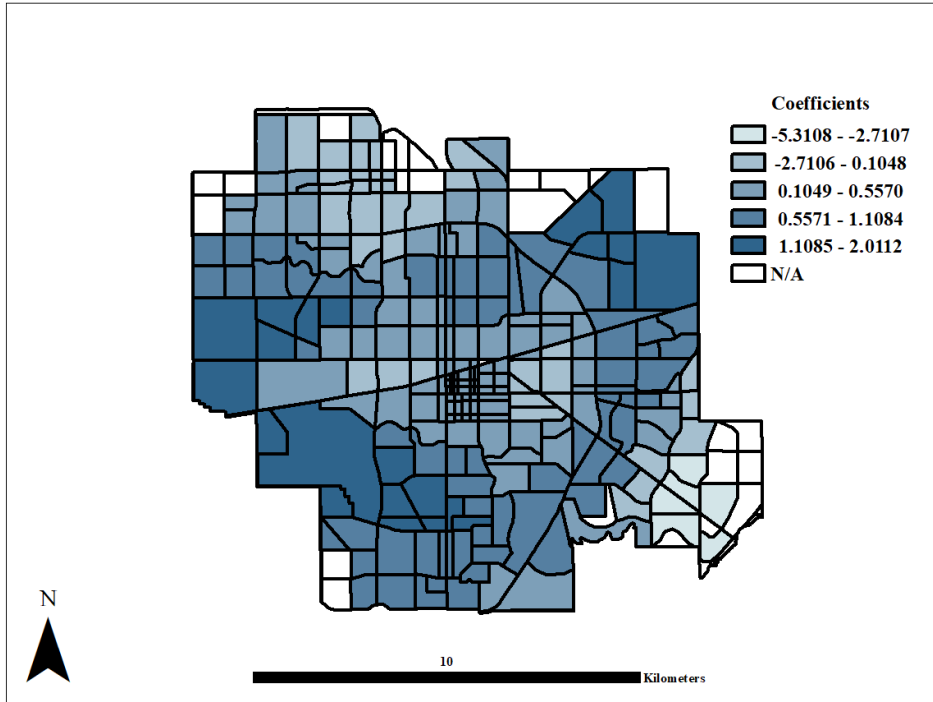 Coefficients
-5.3108 - -2.7107
-2.7106 - 0.1048
0.1049 - 0.5570
0.5571 - 1.1084
1.1085 - 2.0112
N/A
N
10
Kilometers